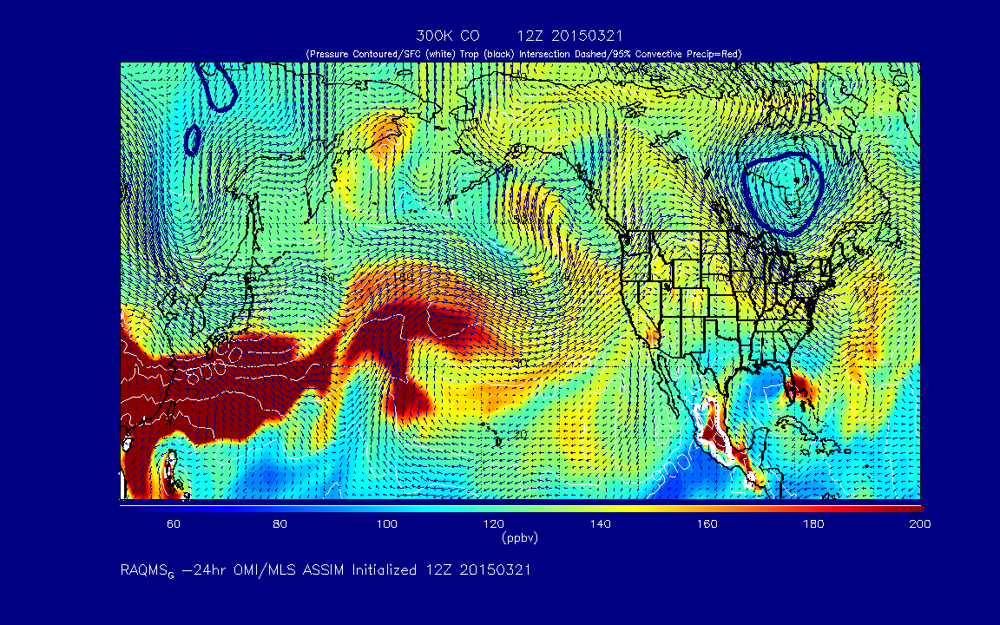 300K CO 12Z 20150321
(Pressure Contoured/SFC (white) Trop (black) Intersection Dashed/95% Convective Precip=Red)
60 80 100 120 140 160 180 200
(ppbv)
RAQMSG −24hr OMI/MLS ASSIM Initialized 12Z 20150321